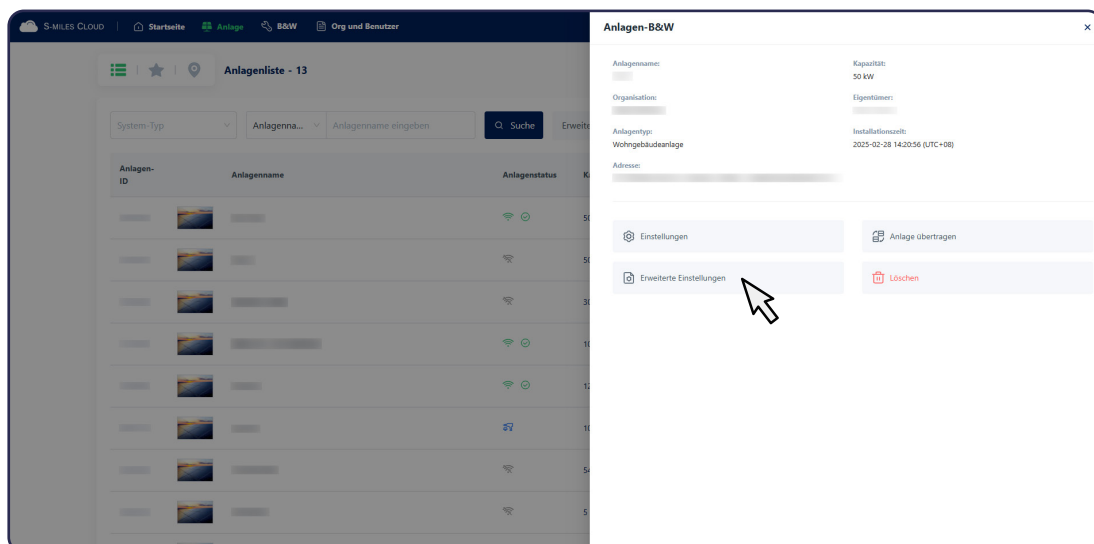 S-MILES CLOUD
Startseite
Anlage
B&W
Org und Benutzer
Anlagenliste - 13
System-Typ
Anlagenna...
Anlagenname eingeben
Suche
Anlagen-
ID
Anlagenname
Anlagenstatus
Anlagen-B&W
Anlagenname:
Kapazität:
50 kW
Organisation:
Eigentümer:
Anlagentyp:
Installationszeit:
Wohngebäudeanlage
2025-02-28 14:20:56 (UTC+08)
Adresse:
Einstellungen
Anlage übertragen
Erweiterte Einstellungen
Löschen